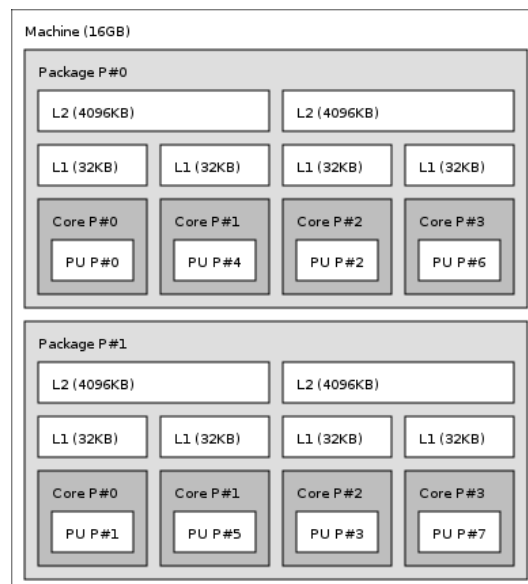 Machine (16GB)
Package P#0
L2 (4096KB) L2 (4096KB)
L1 (32KB) L1 (32KB) L1 (32KB) L1 (32KB)
Core P#0 Core P#1 Core P#2 Core P#3
PU P#0 PU P#4 PU P#2 PU P#6
Package P#1
L2 (4096KB) L2 (4096KB)
L1 (32KB) L1 (32KB) L1 (32KB) L1 (32KB)
Core P#0 Core P#1 Core P#2 Core P#3
PU P#1 PU P#5 PU P#3 PU P#7